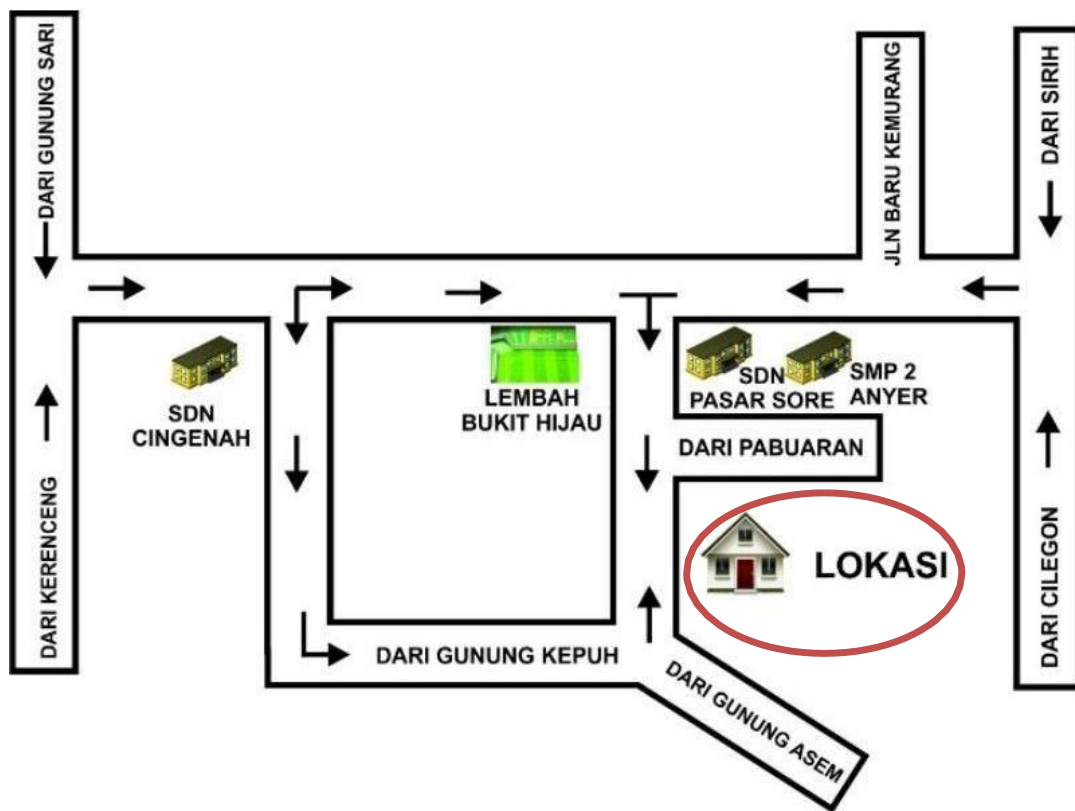 DARI GUNUNG SARI
JLN BARU KEMURANG
DARI SIRIH
SDN
CINGENAH
LEMBAH
BUKIT HIJAU
SDN
PASAR SORE
SMP 2
ANYER
DARI PABUARAN
LOKASI
DARI KERENCENG
DARI GUNUNG KEPUH
DARI GUNUNG ASEM
DARI CILEGON